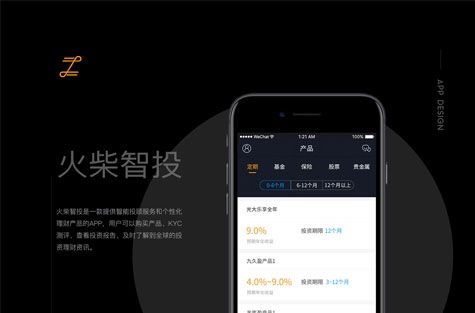 APP DESIGN
火柴智投
火柴智投是一款提供智能投顾服务和个性化
理财产品的APP，用户可以购买产品、KYC
测评、查看投资报告、及时了解到全球的投
资理财资讯。
WeChat
1:21 AM
100%
产品
定期 基金 保险 股票 贵金属
0-6个月 6-12个月 12个月以上
光大乐享全年
9.0% 投资期限 12个月
预期年化收益
九久盈产品1
4.0%~9.0% 投资期限 3~12个月
预期年化收益